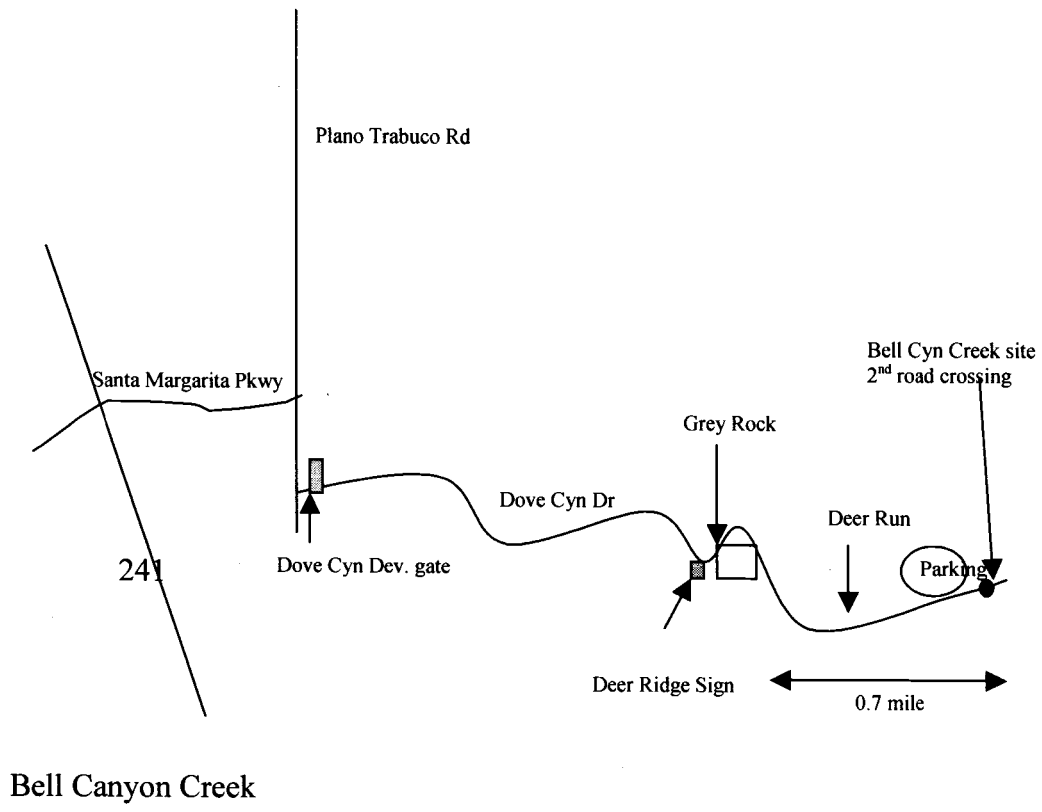 Plano Trabuco Rd
Santa Margarita Pkwy
Bell Cyn Creek site
2nd road crossing
Grey Rock
Dove Cyn Dr
Deer Run
241
Dove Cyn Dev. gate
Parking
Deer Ridge Sign
0.7 mile
Bell Canyon Creek